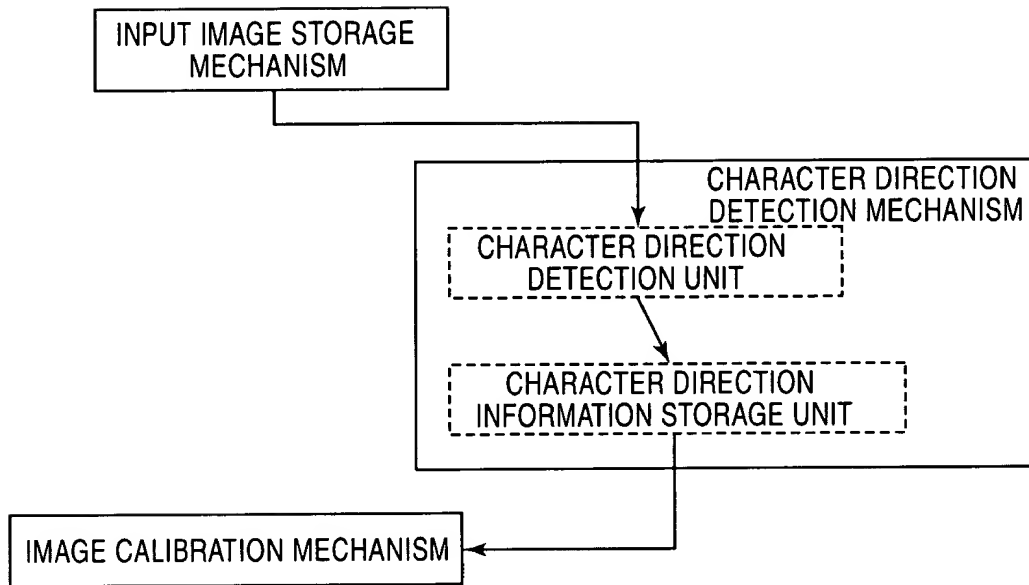 INPUT IMAGE STORAGE
MECHANISM
CHARACTER DIRECTION
DETECTION MECHANISM
CHARACTER DIRECTION
DETECTION UNIT
CHARACTER DIRECTION
INFORMATION STORAGE UNIT
IMAGE CALIBRATION MECHANISM